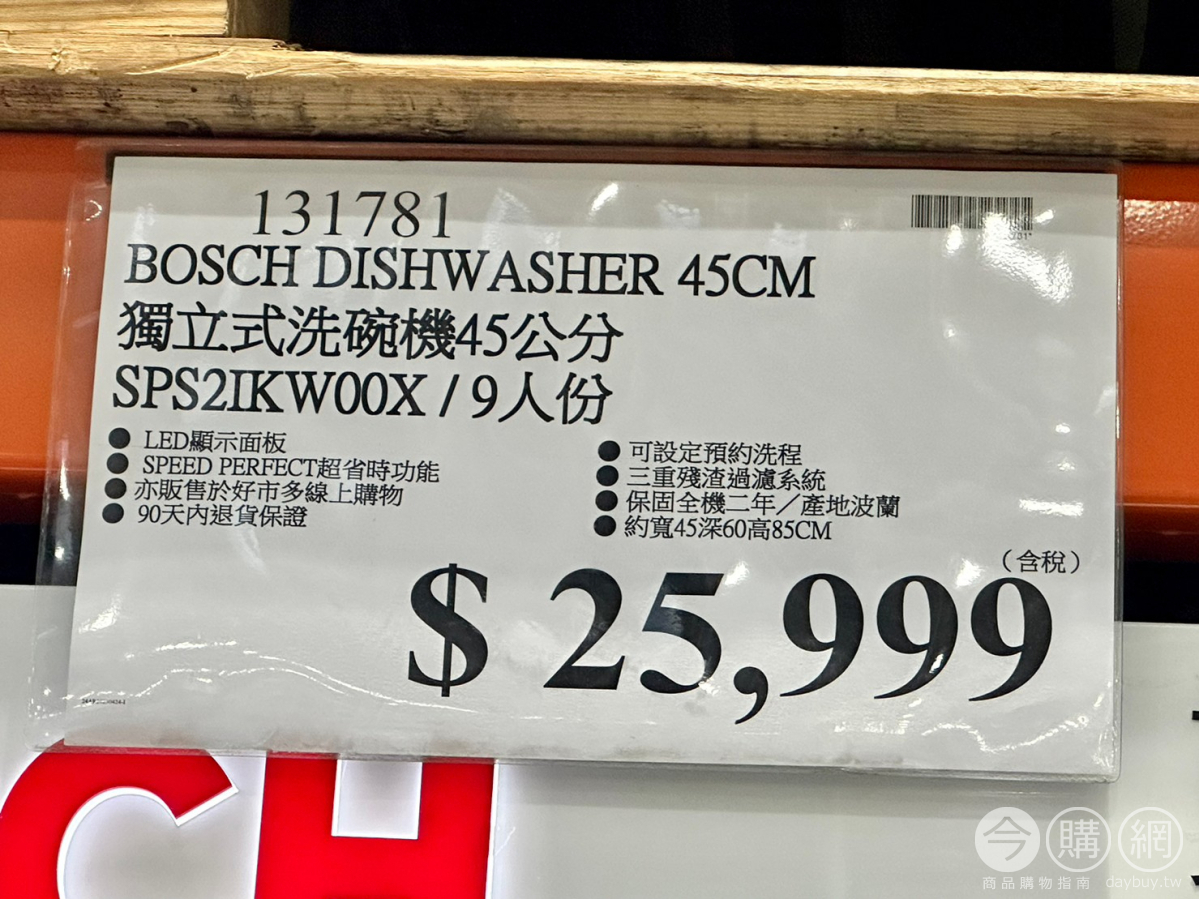 131781
BOSCH DISHWASHER 45CM
獨立式洗碗機45公分
SPS2IKW00X / 9人份
● LED顯示面板
● SPEED PERFECT超省時功能
● 亦販售於好市多線上購物
● 90天內退貨保證
● 可設定預約洗程
● 三重殘渣過濾系統
● 保固全機二年／產地波蘭
● 約寬45深60高85CM
（含稅）
$ 25,999
CH
今購網
商品購物指南 daybuy.tw